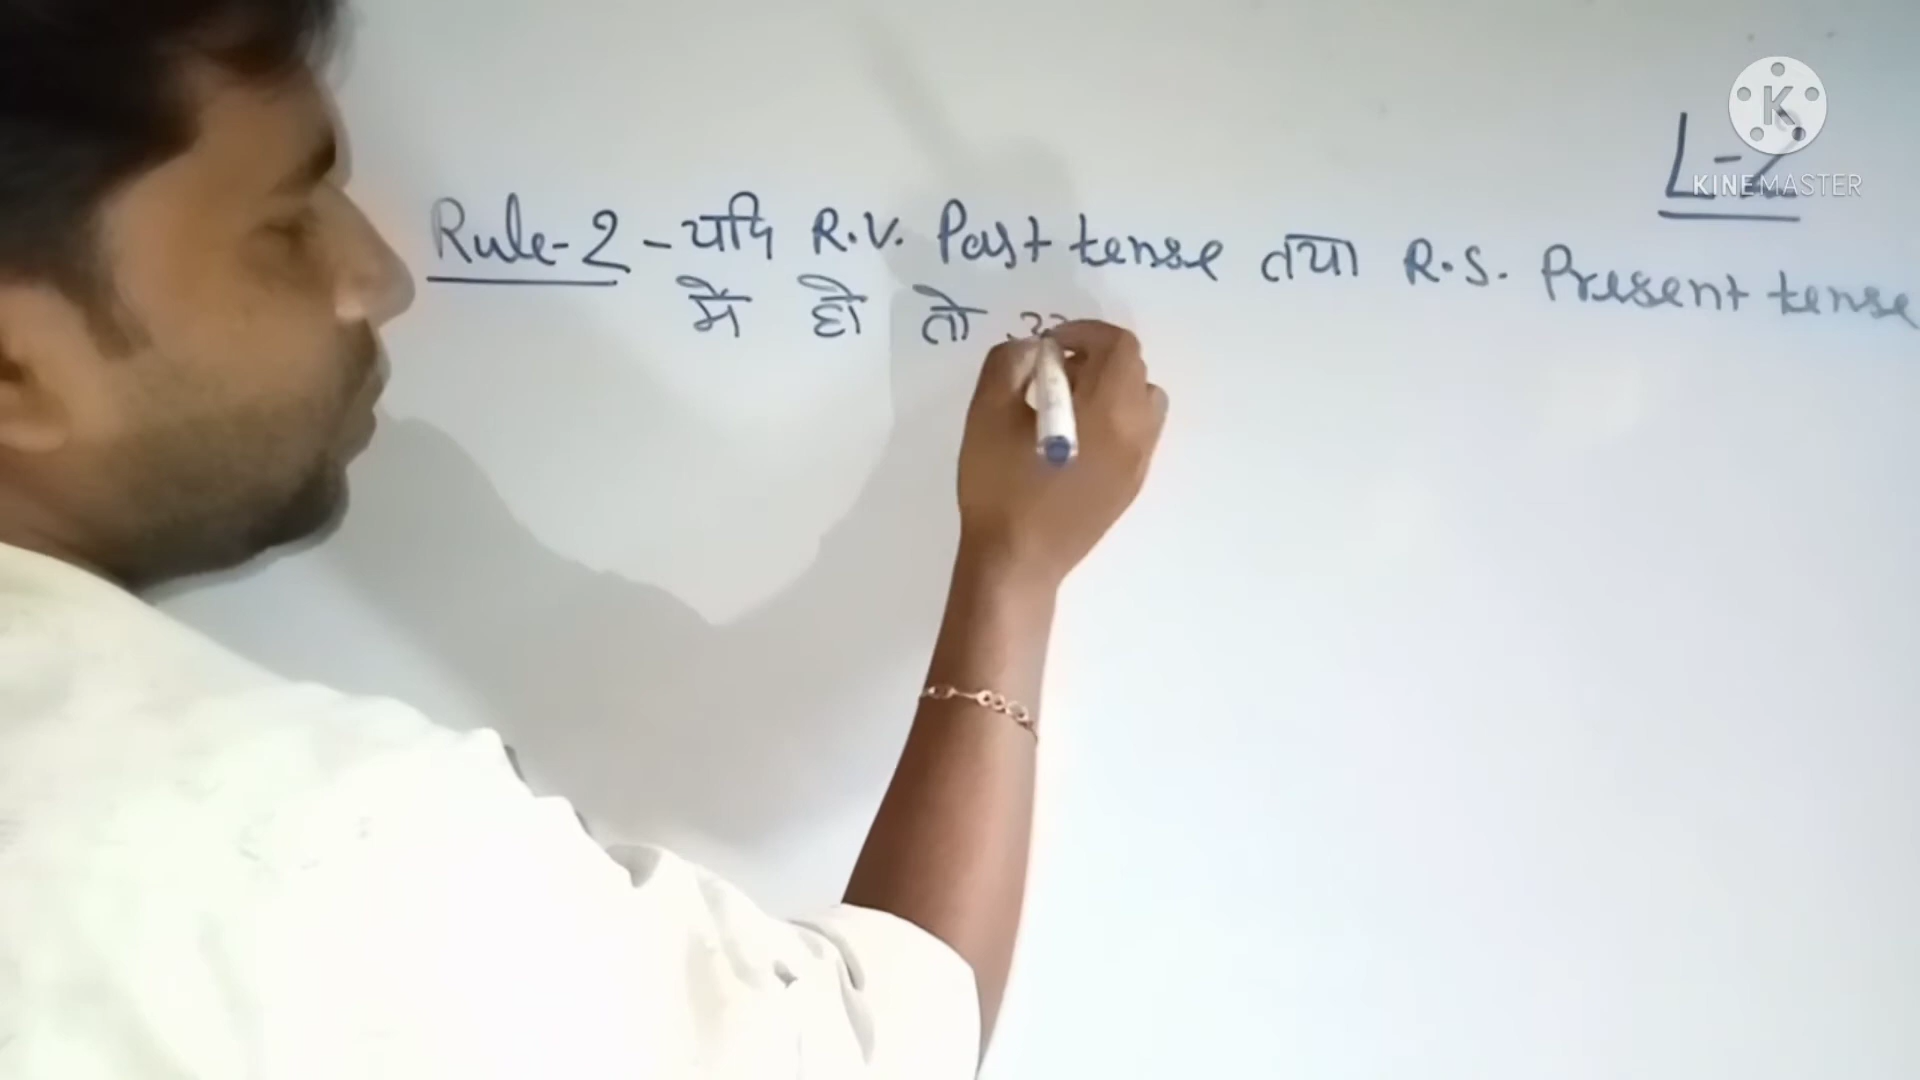 L-2
KINEMASTER
Rule-2 - यदि R.V. Past tense तथा R.S. Present tense
में हो तो